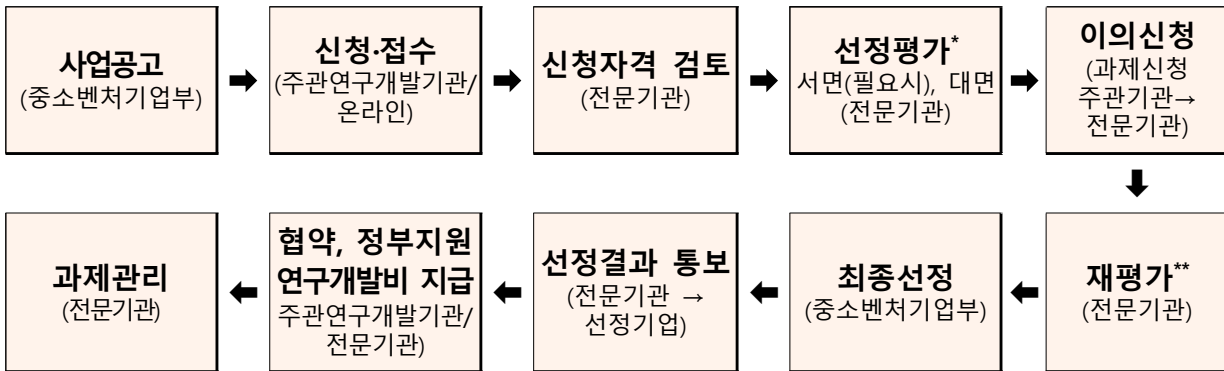 사업공고
(중소벤처기업부)
신청·접수
(주관연구개발기관/
온라인)
신청자격 검토
(전문기관)
선정평가*
서면(필요시), 대면
(전문기관)
이의신청
(과제신청
주관기관→
전문기관)
재평가**
(전문기관)
최종선정
(중소벤처기업부)
선정결과 통보
(전문기관 →
선정기업)
협약, 정부지원
연구개발비 지급
주관연구개발기관/
전문기관)
과제관리
(전문기관)